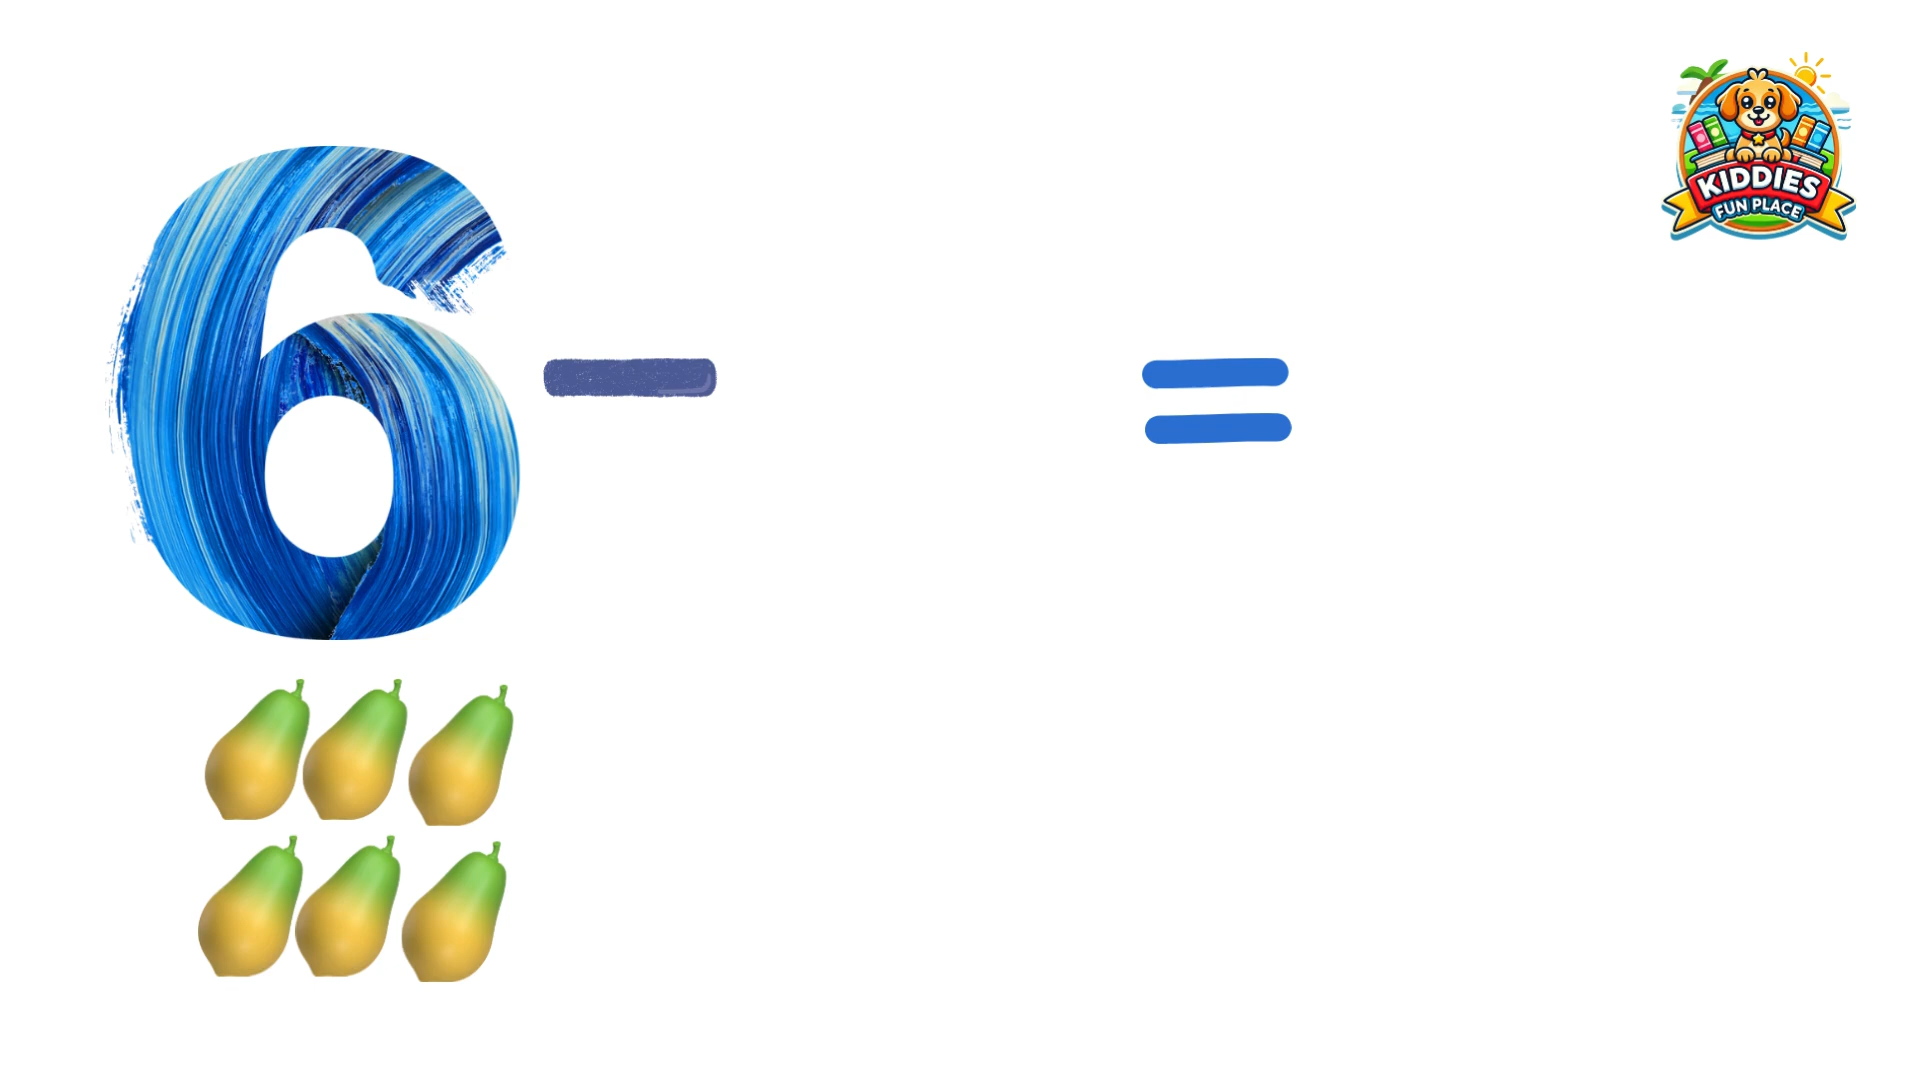 6 - =
KIDDIES
FUN PLACE